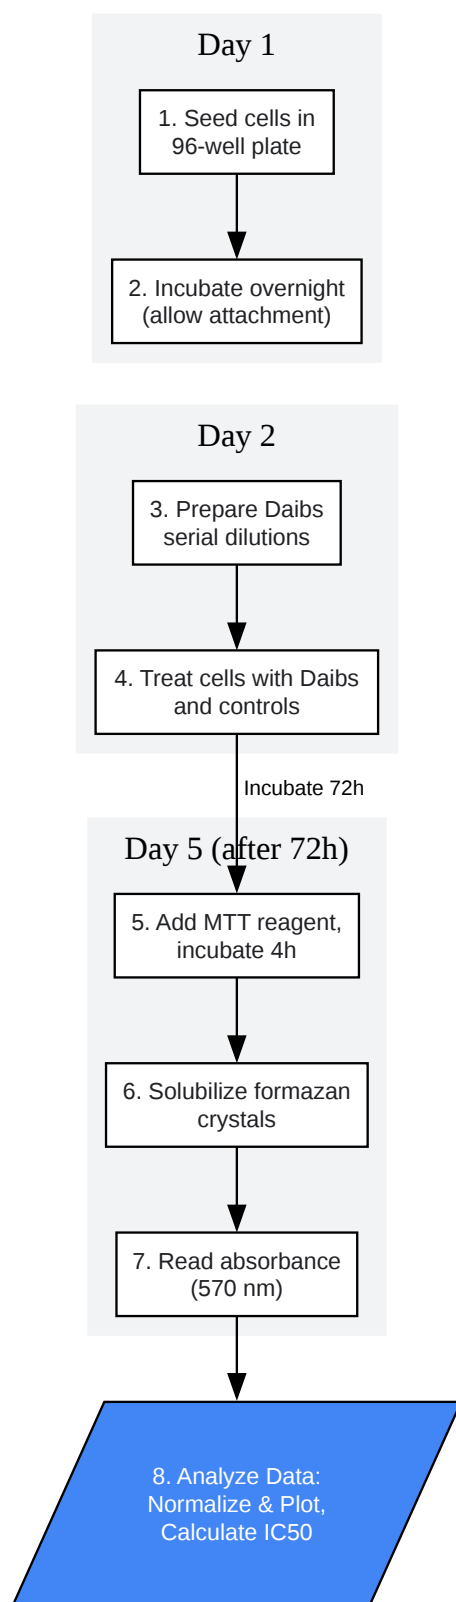 Day 1
1. Seed cells in
96-well plate
2. Incubate overnight
(allow attachment)
Day 2
3. Prepare Daibs
serial dilutions
4. Treat cells with Daibs
and controls
Incubate 72h
Day 5 (after 72h)
5. Add MTT reagent,
incubate 4h
6. Solubilize formazan
crystals
7. Read absorbance
(570 nm)
8. Analyze Data:
Normalize & Plot,
Calculate IC50